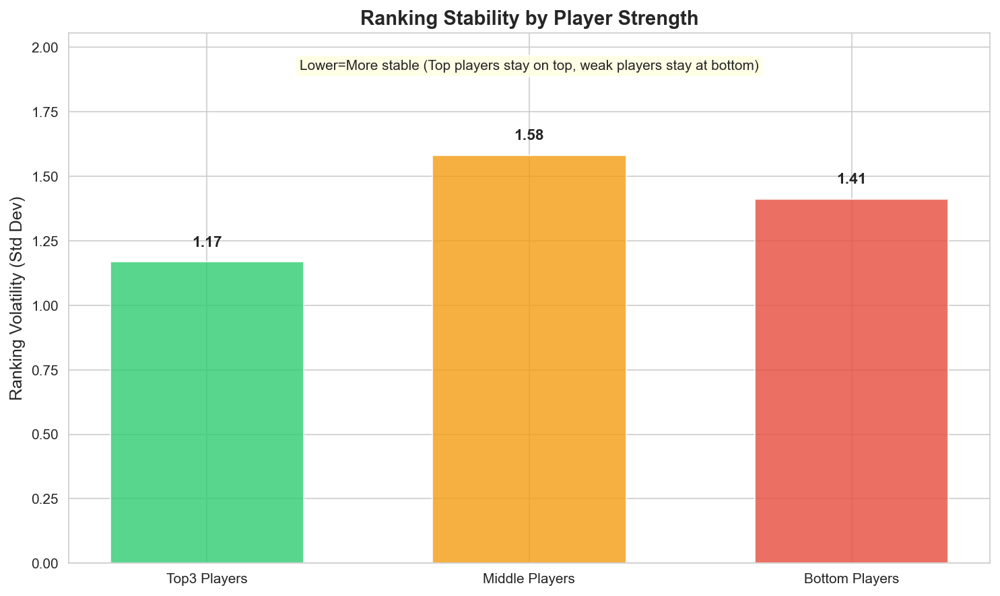 Ranking Stability by Player Strength
Lower=More stable (Top players stay on top, weak players stay at bottom)
Ranking Volatility (Std Dev)
2.00
1.75
1.50
1.25
1.00
0.75
0.50
0.25
0.00
1.17
1.58
1.41
Top3 Players
Middle Players
Bottom Players